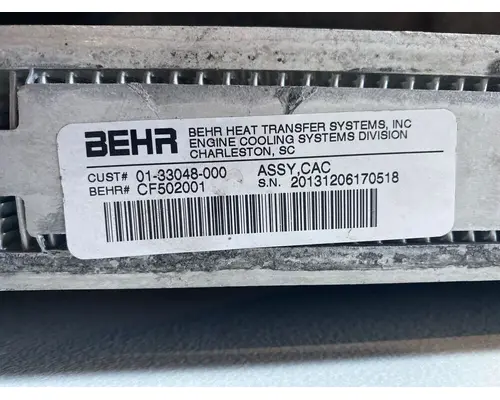 BEHR
BEHR HEAT TRANSFER SYSTEMS, INC
ENGINE COOLING SYSTEMS DIVISION
CHARLESTON, SC
CUST# 01-33048-000 ASSY,CAC
BEHR# CF502001 S.N. 20131206170518